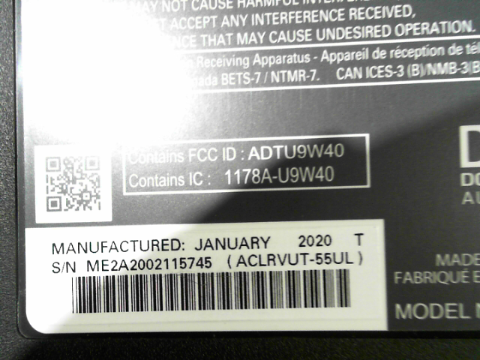 MAY NOT CAUSE HARMFUL INTERFERENCE
ACCEPT ANY INTERFERENCE RECEIVED,
INTERFERENCE THAT MAY CAUSE UNDESIRED OPERATION.
Receiving Apparatus - Appareil de réception de
BETS-7 / NTMR-7. CAN ICES-3 (B)/NMB-3(B
Contains FCC ID : ADTU9W40
Contains IC : 1178A-U9W40
MANUFACTURED: JANUARY 2020 T
S/N ME2A2002115745 (ACLRVUT-55UL)
MADE
FABRIQUÉ E
MODEL N